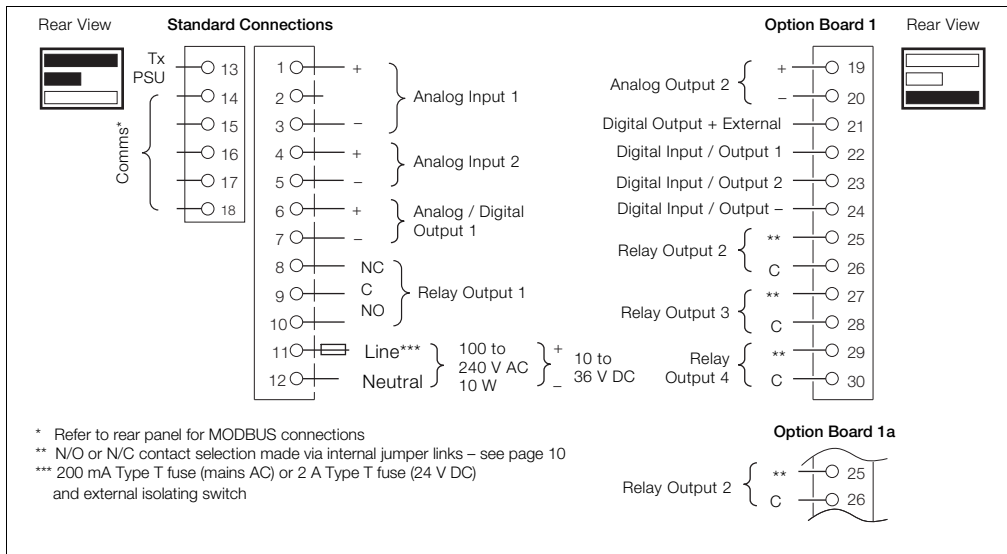 Rear View
Standard Connections
Option Board 1
Rear View
Tx
PSU
Comms*
13
14
15
16
17
18
1 + 
2
3 –
Analog Input 1
4 +
5 –
Analog Input 2
6 +
7 –
Analog / Digital
Output 1
8 NC
9 C
10 NO
Relay Output 1
11 Line***
12 Neutral
100 to
240 V AC
10 W
+
–
10 to
36 V DC
Analog Output 2
+ 19
– 20
Digital Output + External 21
Digital Input / Output 1 22
Digital Input / Output 2 23
Digital Input / Output – 24
Relay Output 2
** 25
C 26
Relay Output 3
** 27
C 28
Relay
Output 4
** 29
C 30
* Refer to rear panel for MODBUS connections
** N/O or N/C contact selection made via internal jumper links – see page 10
*** 200 mA Type T fuse (mains AC) or 2 A Type T fuse (24 V DC)
and external isolating switch
Option Board 1a
Relay Output 2
** 25
C 26